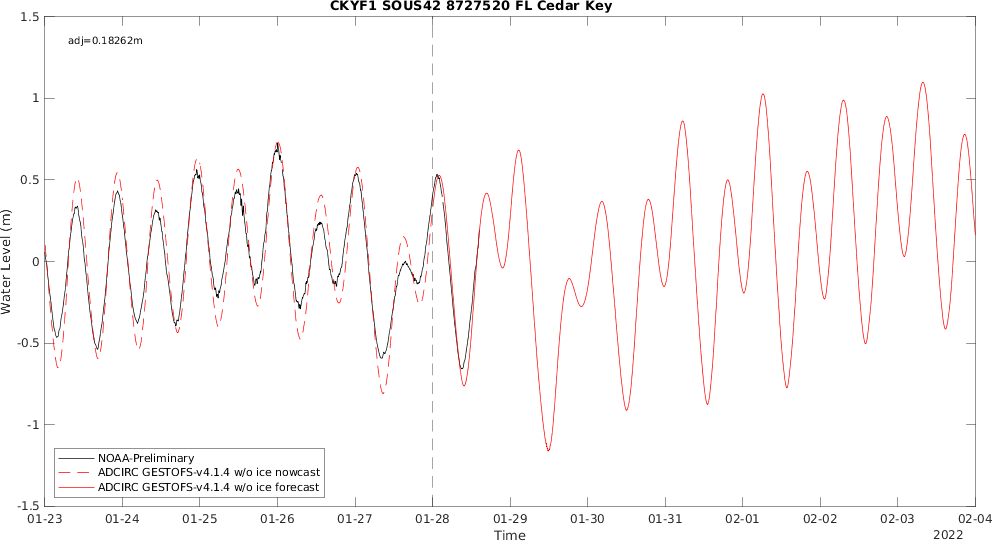 CKYF1 SOUS42 8727520 FL Cedar Key
adj=0.18262m
1.5
1
0.5
0
-0.5
-1
-1.5
Water Level (m)
NOAA-Preliminary
ADCIRC GESTOFS-v4.1.4 w/o ice nowcast
ADCIRC GESTOFS-v4.1.4 w/o ice forecast
01-23 01-24 01-25 01-26 01-27 01-28 01-29 01-30 01-31 02-01 02-02 02-03 02-04
Time
2022